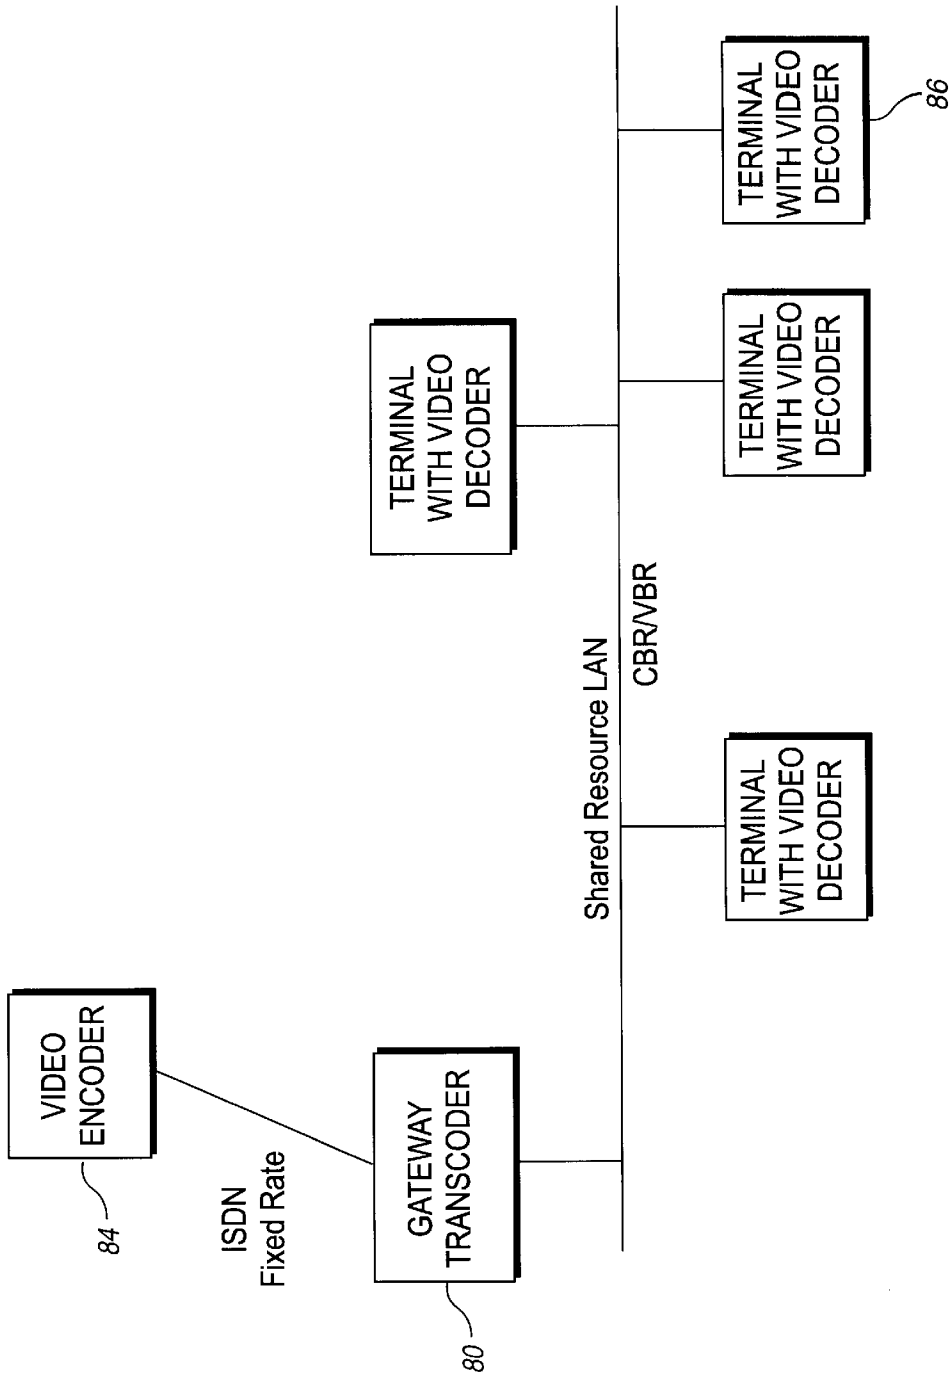 VIDEO
ENCODER
84
ISDN
Fixed Rate
GATEWAY
TRANSCODER
80
TERMINAL
WITH VIDEO
DECODER
Shared Resource LAN
CBR/VBR
TERMINAL
WITH VIDEO
DECODER
TERMINAL
WITH VIDEO
DECODER
TERMINAL
WITH VIDEO
DECODER
86